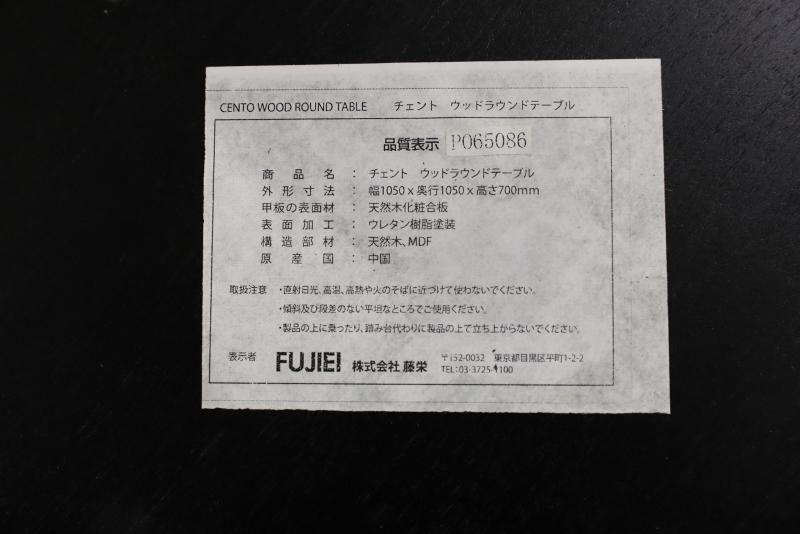 CENTO WOOD ROUND TABLE チェント ウッドラウンドテーブル
品質表示 P065086
商品名 : チェント ウッドラウンドテーブル
外形寸法 : 幅1050x奥行1050x高さ700mm
甲板の表面材 : 天然木化粧合板
表面加工 : ウレタン樹脂塗装
構造部材 : 天然木、MDF
原産国 : 中国
取扱注意 ・直射日光、高温、高熱や火のそばに近づけて使わないでください。
・傾斜及び段差のない平坦なところでご使用ください。
・製品の上に乗ったり、踏み台代わりに製品の上で立ち上がらないでください。
表示者 FUJIEI 株式会社 藤栄
〒152-0032 東京都目黒区平町1-2-2
TEL:03-3725-4100